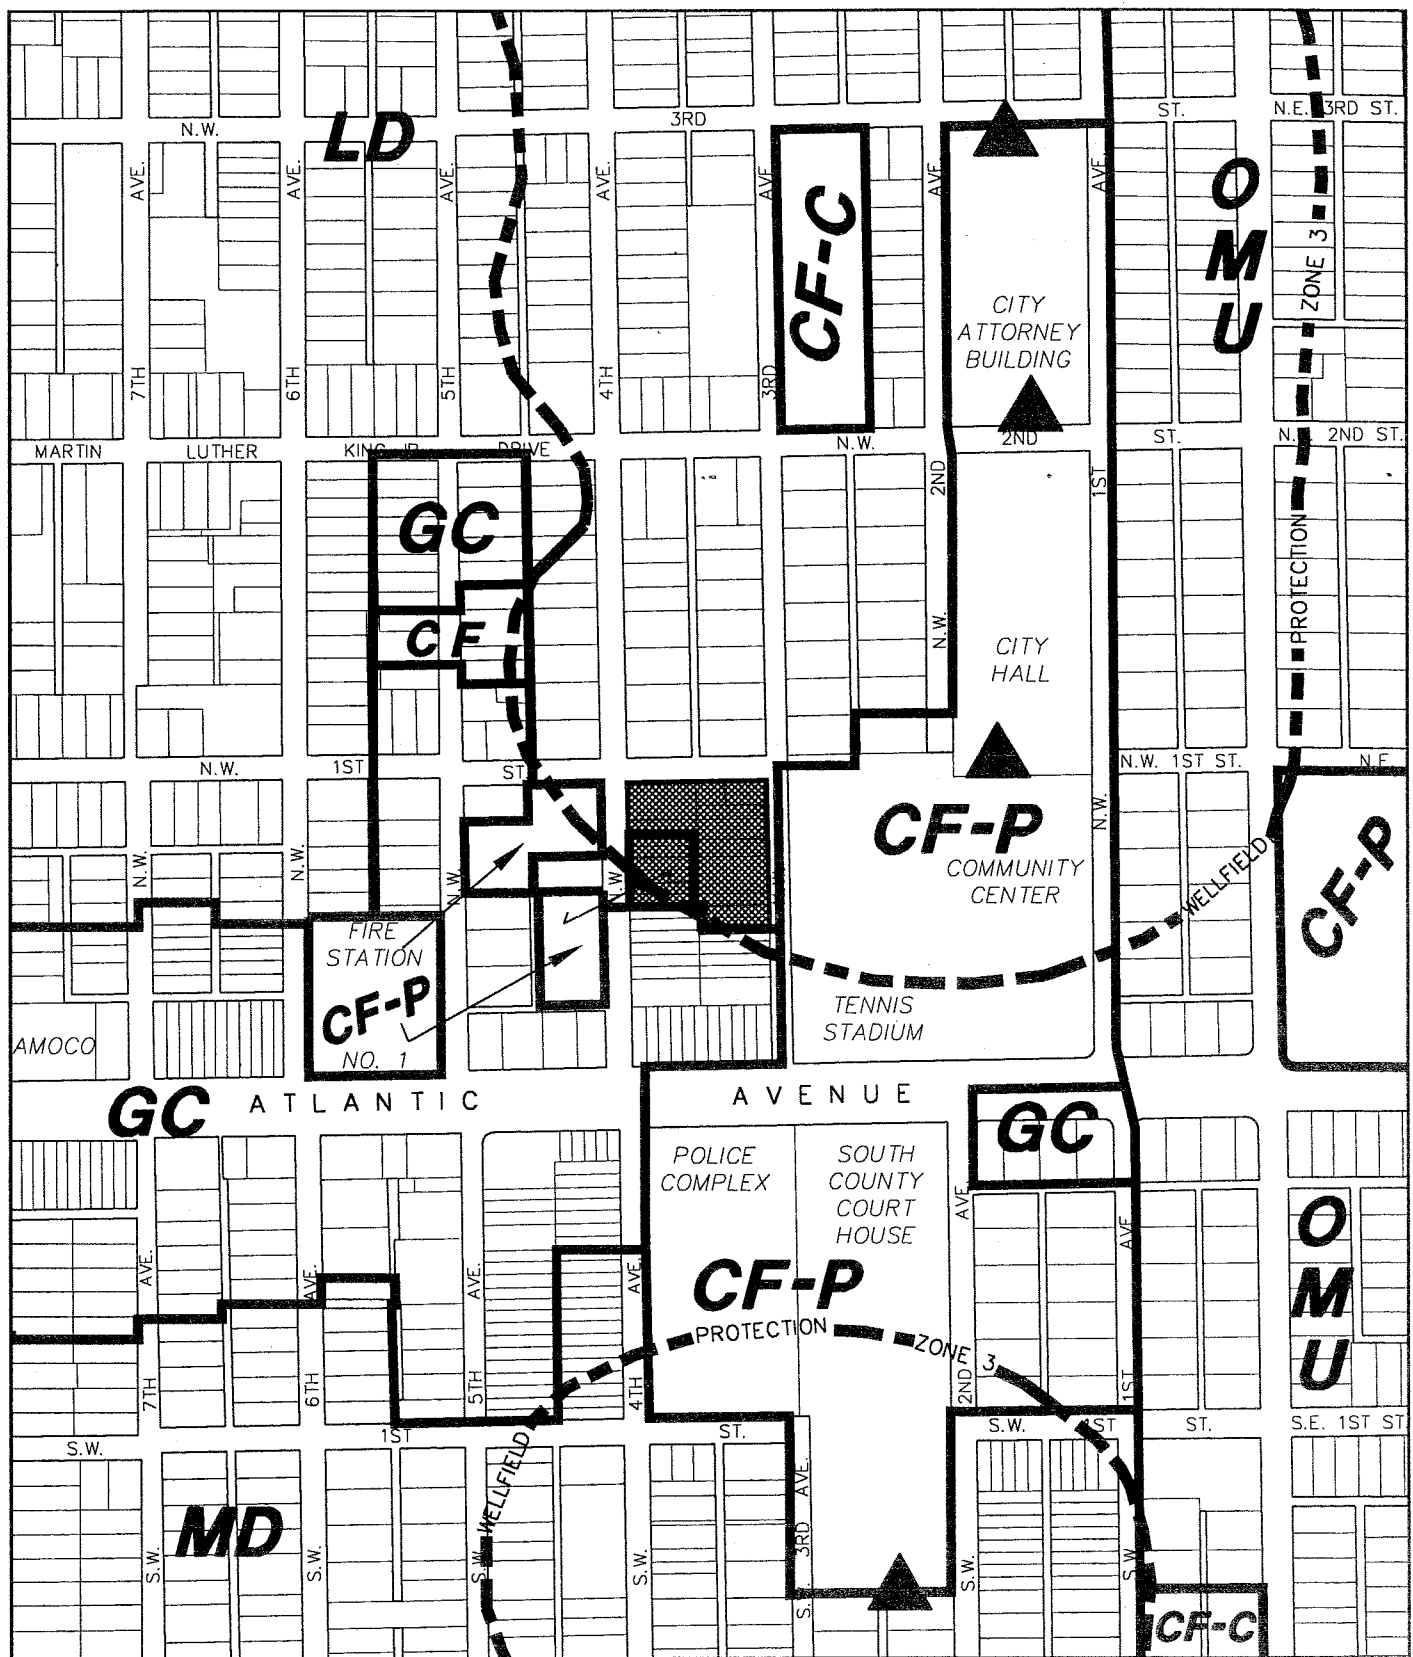 N.W.
3RD
ST.
N.E. 3RD ST.
LD
AVE.
AVE.
AVE.
AVE.
AVE.
AVE.
AVE.
CF-C
O
M
U
ZONE 3
CITY
ATTORNEY
BUILDING
7TH
6TH
5TH
4TH
3RD
MARTIN
LUTHER
KING JR.
DRIVE
N.W.
2ND
ST.
N.E. 2ND ST.
2ND
1ST
GC
PROTECTION
CF
N.W.
CITY
HALL
N.W.
1ST
ST.
N.W. 1ST ST.
N.E.
N.W.
CF-P
COMMUNITY
CENTER
WELLFIELD
CF-P
N.W.
N.W.
N.W.
N.W.
FIRE
STATION
CF-P
NO. 1
TENNIS
STADIUM
AMOCO
GC
ATLANTIC
AVENUE
GC
POLICE
COMPLEX
SOUTH
COUNTY
COURT
HOUSE
AVE.
AVE.
AVE.
AVE.
AVE.
AVE.
O
M
U
CF-P
PROTECTION
ZONE 3
7TH
6TH
5TH
4TH
2ND
1ST
S.W.
1ST
ST.
S.W.
1ST
ST.
S.E. 1ST ST.
WELLFIELD
AVE.
3RD
MD
S.W.
S.W.
S.W.
S.W.
S.W.
S.W.
CF-C